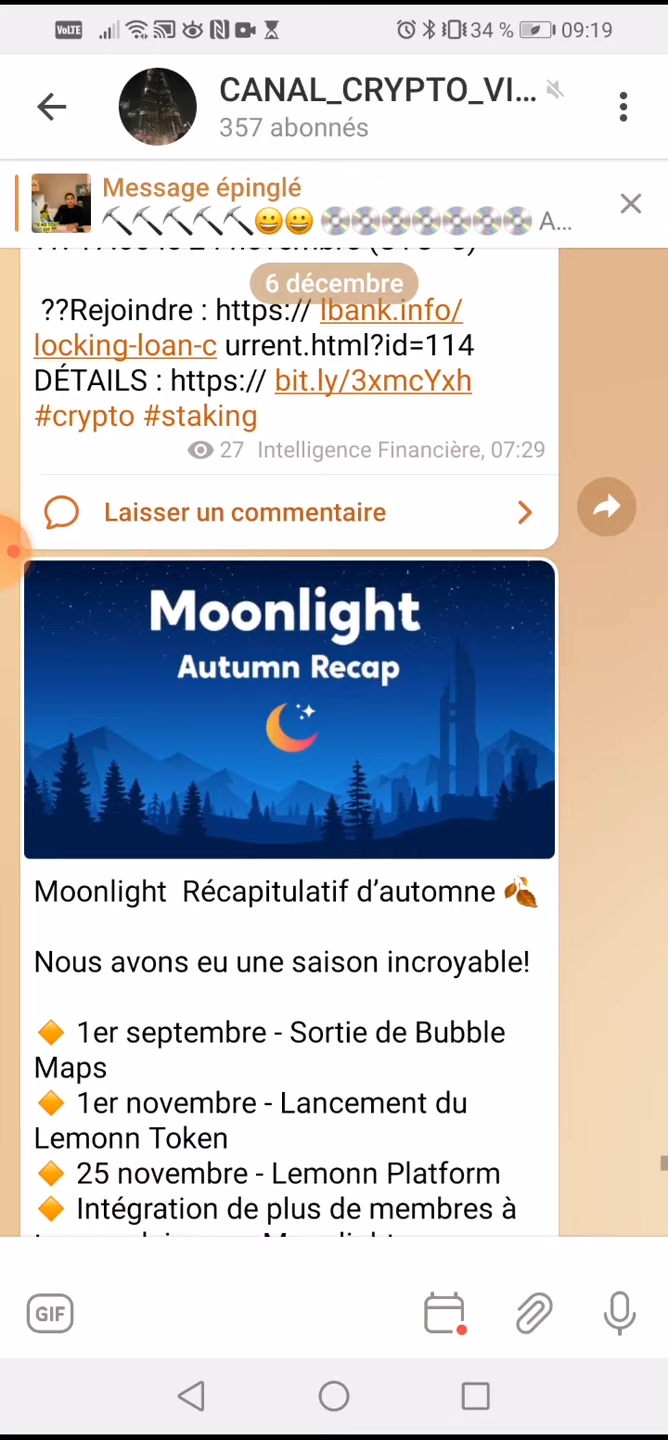 VoLTE 34 % 09:19
CANAL_CRYPTO_VI...
357 abonnés
Message épinglé
⛏⛏⛏⛏⛏😀😀 💿💿💿💿💿💿💿 A...
6 décembre
??Rejoindre : https:// lbank.info/
locking-loan-c urrent.html?id=114
DÉTAILS : https:// bit.ly/3xmcYxh
#crypto #staking
27 Intelligence Financière, 07:29
Laisser un commentaire
Moonlight
Autumn Recap
Moonlight Récapitulatif d’automne 🍂
Nous avons eu une saison incroyable!
🔶 1er septembre - Sortie de Bubble
Maps
🔶 1er novembre - Lancement du
Lemonn Token
🔶 25 novembre - Lemonn Platform
🔶 Intégration de plus de membres à
GIF